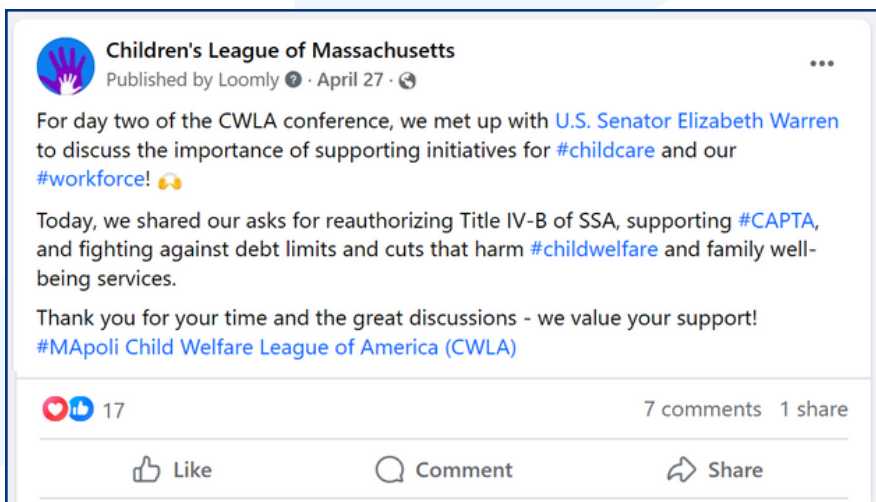 Children's League of Massachusetts
Published by Loomly · April 27 ·
For day two of the CWLA conference, we met up with U.S. Senator Elizabeth Warren
to discuss the importance of supporting initiatives for #childcare and our
#workforce! 🙌
Today, we shared our asks for reauthorizing Title IV-B of SSA, supporting #CAPTA,
and fighting against debt limits and cuts that harm #childwelfare and family well-
being services.
Thank you for your time and the great discussions - we value your support!
#MApoli Child Welfare League of America (CWLA)
17
7 comments 1 share
Like Comment Share